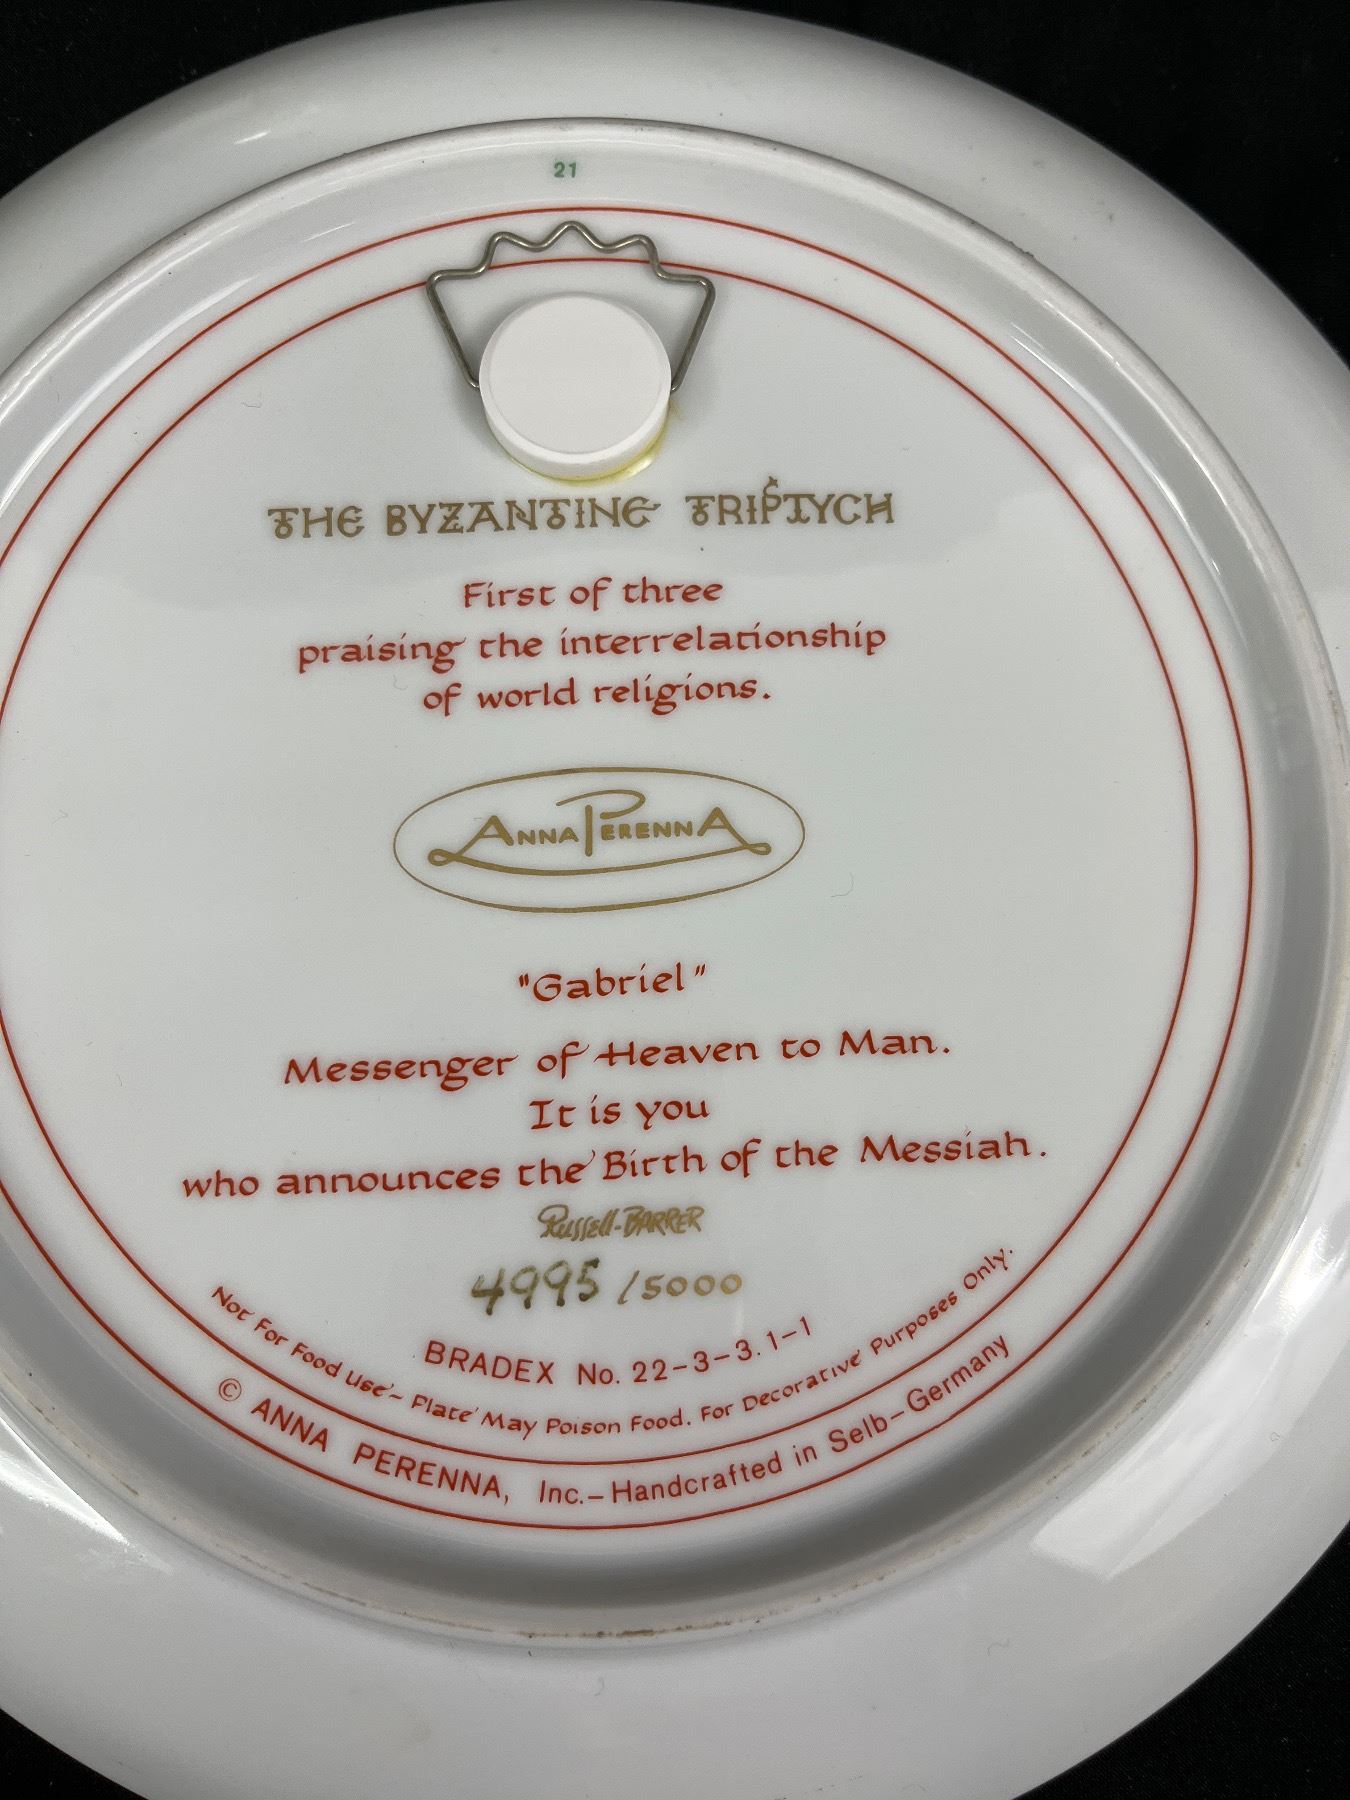 21
THE BYZANTINE TRIPTYCH
First of three
praising the interrelationship
of world religions.
ANNA PERENNA
"Gabriel"
Messenger of Heaven to Man.
It is you
who announces the Birth of the Messiah.
Russell-BARRER
4995/5000
BRADEX No. 22-3-3.1-1
Not For Food Use - Plate May Poison Food. For Decorative Purposes Only.
© ANNA PERENNA, Inc.-Handcrafted in Selb-Germany